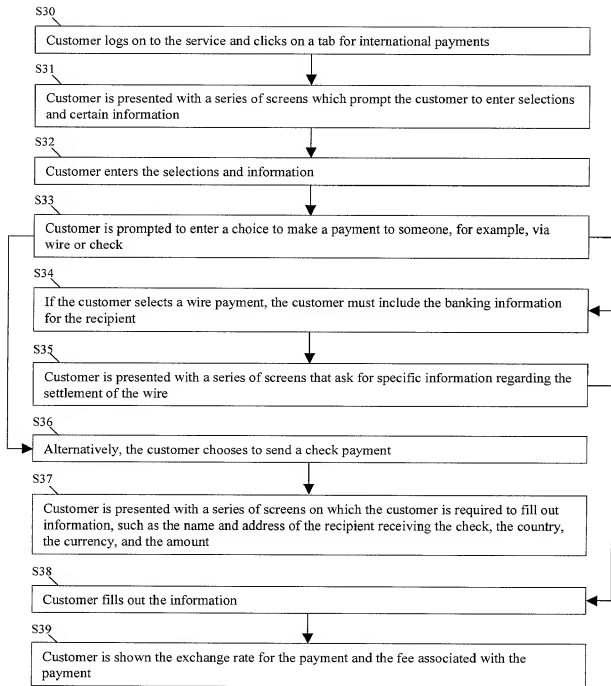 S30
Customer logs on to the service and clicks on a tab for international payments
S31
Customer is presented with a series of screens which prompt the customer to enter selections
and certain information
S32
Customer enters the selections and information
S33
Customer is prompted to enter a choice to make a payment to someone, for example, via
wire or check
S34
If the customer selects a wire payment, the customer must include the banking information
for the recipient
S35
Customer is presented with a series of screens that ask for specific information regarding the
settlement of the wire
S36
Alternatively, the customer chooses to send a check payment
S37
Customer is presented with a series of screens on which the customer is required to fill out
information, such as the name and address of the recipient receiving the check, the country,
the currency, and the amount
S38
Customer fills out the information
S39
Customer is shown the exchange rate for the payment and the fee associated with the
payment